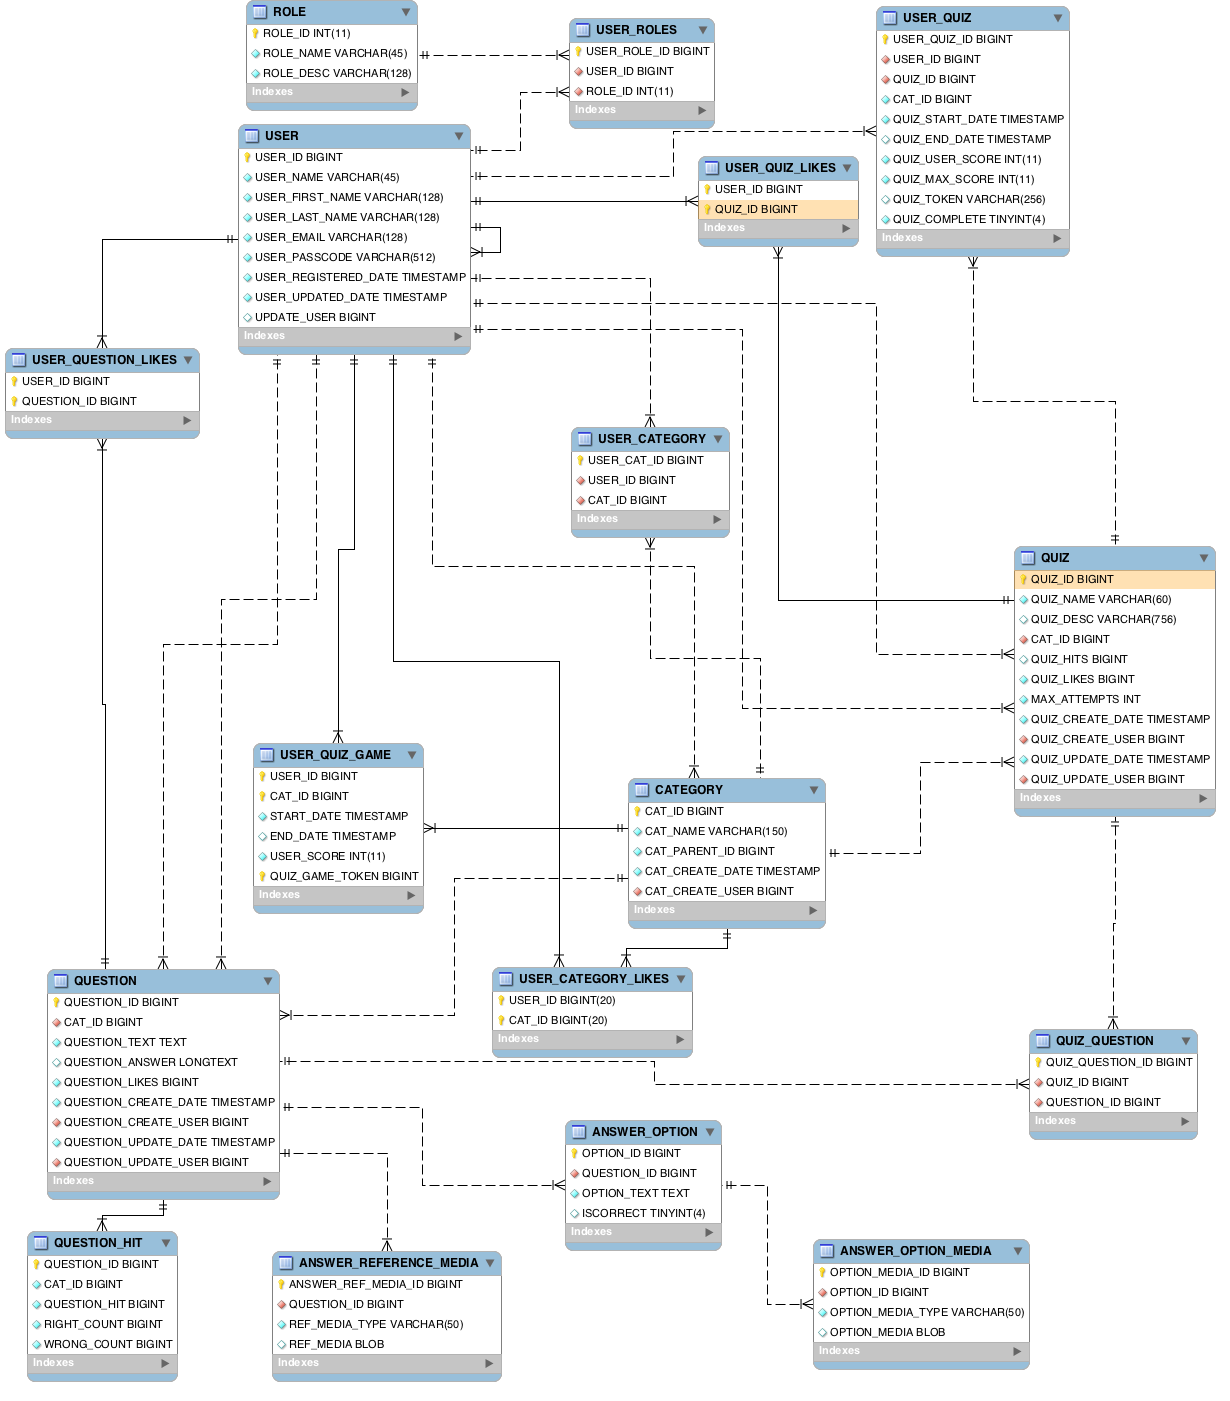 ROLE
ROLE_ID INT(11)
ROLE_NAME VARCHAR(45)
ROLE_DESC VARCHAR(128)
Indexes
USER_ROLES
USER_ROLE_ID BIGINT
USER_ID BIGINT
ROLE_ID INT(11)
Indexes
USER_QUIZ
USER_QUIZ_ID BIGINT
USER_ID BIGINT
QUIZ_ID BIGINT
CAT_ID BIGINT
QUIZ_START_DATE TIMESTAMP
QUIZ_END_DATE TIMESTAMP
QUIZ_USER_SCORE INT(11)
QUIZ_MAX_SCORE INT(11)
QUIZ_TOKEN VARCHAR(256)
QUIZ_COMPLETE TINYINT(4)
Indexes
USER
USER_ID BIGINT
USER_NAME VARCHAR(45)
USER_FIRST_NAME VARCHAR(128)
USER_LAST_NAME VARCHAR(128)
USER_EMAIL VARCHAR(128)
USER_PASSCODE VARCHAR(512)
USER_REGISTERED_DATE TIMESTAMP
USER_UPDATED_DATE TIMESTAMP
UPDATE_USER BIGINT
Indexes
USER_QUIZ_LIKES
USER_ID BIGINT
QUIZ_ID BIGINT
Indexes
USER_QUESTION_LIKES
USER_ID BIGINT
QUESTION_ID BIGINT
Indexes
USER_CATEGORY
USER_CAT_ID BIGINT
USER_ID BIGINT
CAT_ID BIGINT
Indexes
QUIZ
QUIZ_ID BIGINT
QUIZ_NAME VARCHAR(60)
QUIZ_DESC VARCHAR(756)
CAT_ID BIGINT
QUIZ_HITS BIGINT
QUIZ_LIKES BIGINT
MAX_ATTEMPTS INT
QUIZ_CREATE_DATE TIMESTAMP
QUIZ_CREATE_USER BIGINT
QUIZ_UPDATE_DATE TIMESTAMP
QUIZ_UPDATE_USER BIGINT
Indexes
USER_QUIZ_GAME
USER_ID BIGINT
CAT_ID BIGINT
START_DATE TIMESTAMP
END_DATE TIMESTAMP
USER_SCORE INT(11)
QUIZ_GAME_TOKEN BIGINT
Indexes
CATEGORY
CAT_ID BIGINT
CAT_NAME VARCHAR(150)
CAT_PARENT_ID BIGINT
CAT_CREATE_DATE TIMESTAMP
CAT_CREATE_USER BIGINT
Indexes
QUESTION
QUESTION_ID BIGINT
CAT_ID BIGINT
QUESTION_TEXT TEXT
QUESTION_ANSWER LONGTEXT
QUESTION_LIKES BIGINT
QUESTION_CREATE_DATE TIMESTAMP
QUESTION_CREATE_USER BIGINT
QUESTION_UPDATE_DATE TIMESTAMP
QUESTION_UPDATE_USER BIGINT
Indexes
USER_CATEGORY_LIKES
USER_ID BIGINT(20)
CAT_ID BIGINT(20)
Indexes
QUIZ_QUESTION
QUIZ_QUESTION_ID BIGINT
QUIZ_ID BIGINT
QUESTION_ID BIGINT
Indexes
ANSWER_OPTION
OPTION_ID BIGINT
QUESTION_ID BIGINT
OPTION_TEXT TEXT
ISCORRECT TINYINT(4)
Indexes
QUESTION_HIT
QUESTION_ID BIGINT
CAT_ID BIGINT
QUESTION_HIT BIGINT
RIGHT_COUNT BIGINT
WRONG_COUNT BIGINT
Indexes
ANSWER_REFERENCE_MEDIA
ANSWER_REF_MEDIA_ID BIGINT
QUESTION_ID BIGINT
REF_MEDIA_TYPE VARCHAR(50)
REF_MEDIA BLOB
Indexes
ANSWER_OPTION_MEDIA
OPTION_MEDIA_ID BIGINT
OPTION_ID BIGINT
OPTION_MEDIA_TYPE VARCHAR(50)
OPTION_MEDIA BLOB
Indexes